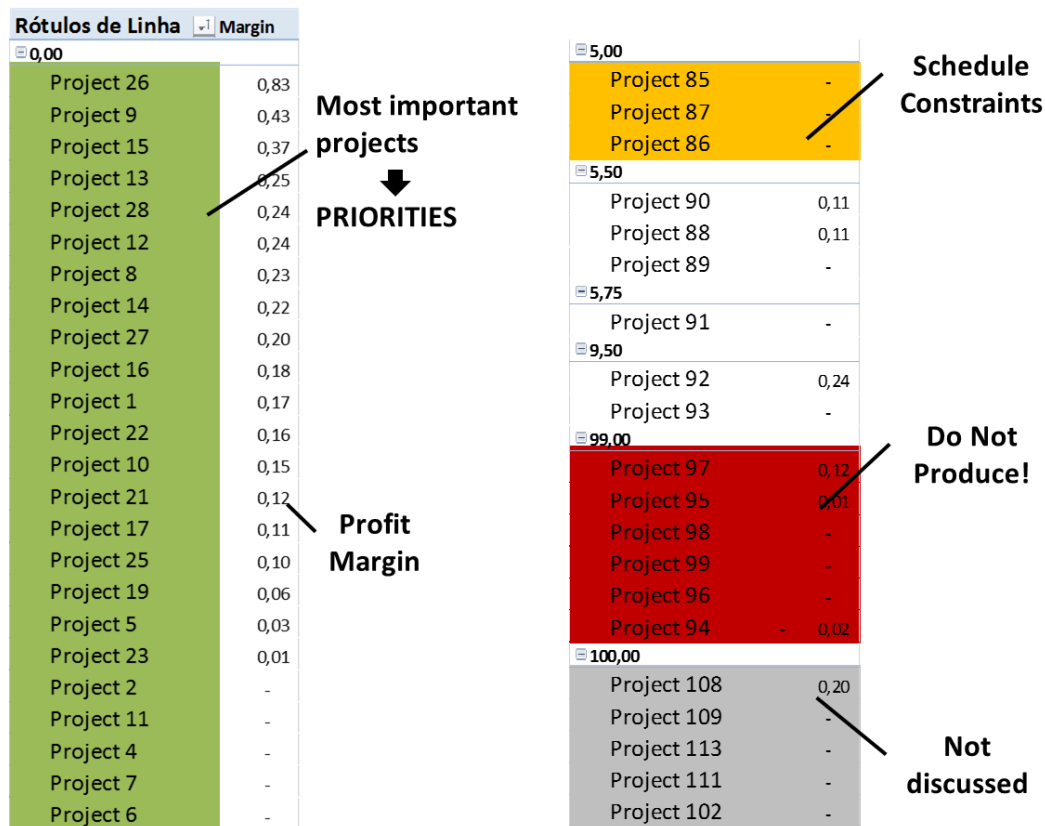 Rótulos de Linha Margin
0,00
Project 26 0,83
Project 9 0,43
Project 15 0,37
Project 13 0,25
Project 28 0,24
Project 12 0,24
Project 8 0,23
Project 14 0,22
Project 27 0,20
Project 16 0,18
Project 1 0,17
Project 22 0,16
Project 10 0,15
Project 21 0,12
Project 17 0,11
Project 25 0,10
Project 19 0,06
Project 5 0,03
Project 23 0,01
Project 2 -
Project 11 -
Project 4 -
Project 7 -
Project 6 -
Most important
projects
PRIORITIES
Profit
Margin
5,00
Project 85 -
Project 87 -
Project 86 -
5,50
Project 90 0,11
Project 88 0,11
Project 89 -
5,75
Project 91 -
9,50
Project 92 0,24
Project 93 -
99,00
Project 97 0,12
Project 95 0,01
Project 98 -
Project 99 -
Project 96 -
Project 94 - 0,02
100,00
Project 108 0,20
Project 109 -
Project 113 -
Project 111 -
Project 102 -
Schedule
Constraints
Do Not
Produce!
Not
discussed